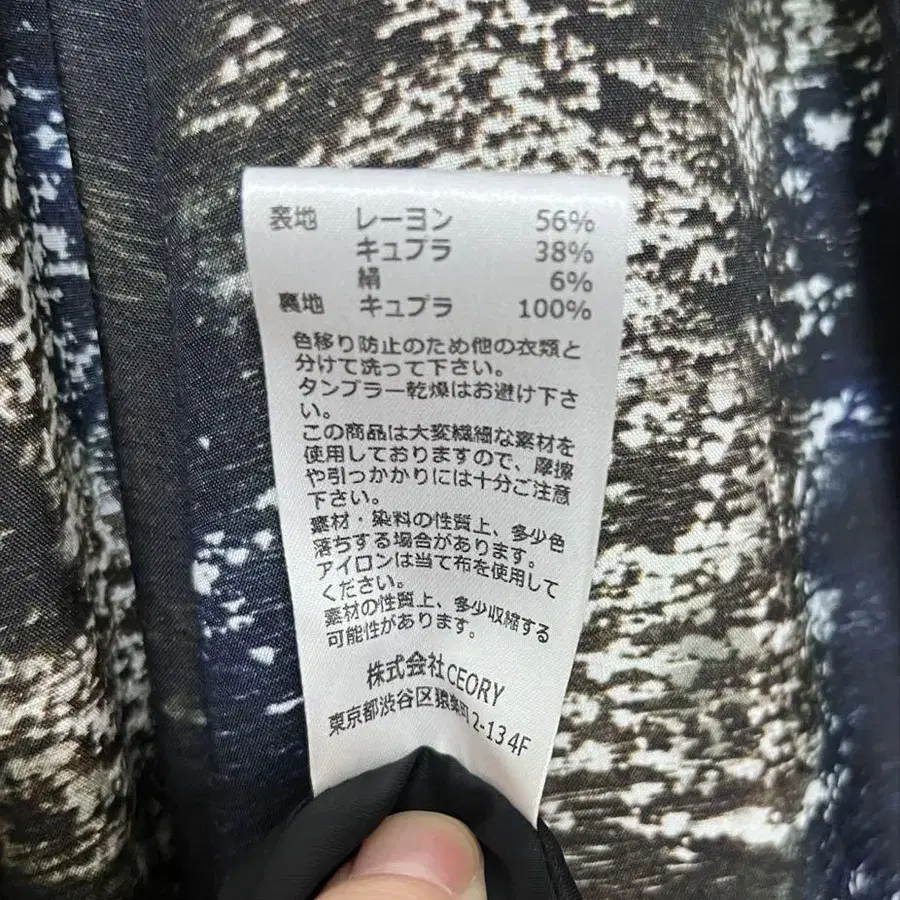 表地 レーヨン 56%
キュプラ 38%
絹 6%
裏地 キュプラ 100%
色移り防止のため他の衣類と
分けて洗って下さい。
タンブラー乾燥はお避け下さ
い。
この商品は大変繊細な素材を
使用しておりますので、摩擦
や引っかかりには十分ご注意
下さい。
素材・染料の性質上、多少色
落ちする場合があります。
アイロンは当て布を使用して
ください。
素材の性質上、多少収縮する
可能性があります。
株式会社CEORY
東京都渋谷区猿楽町2-13 4F